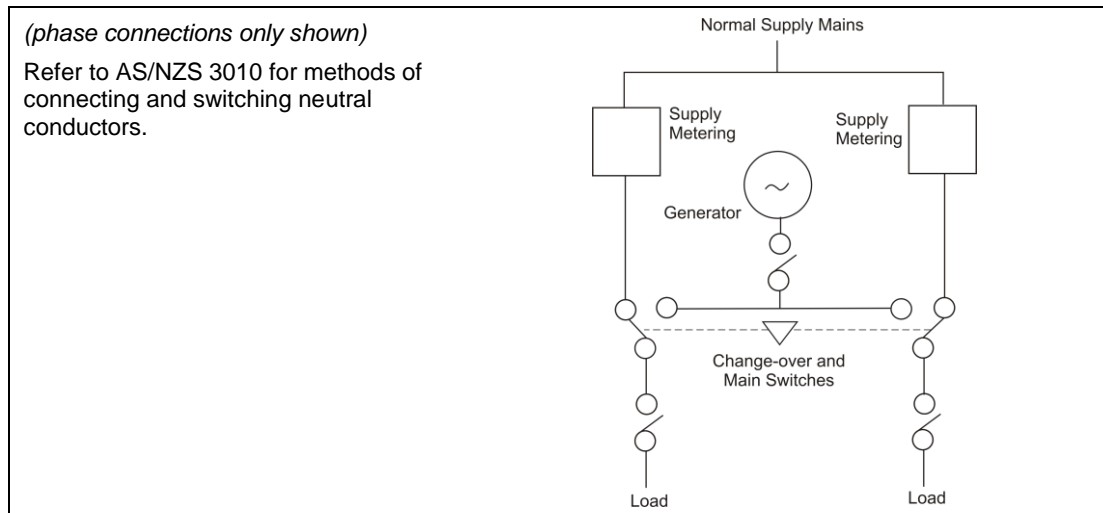 (phase connections only shown)
Refer to AS/NZS 3010 for methods of
connecting and switching neutral
conductors.
Normal Supply Mains
Supply
Metering
Supply
Metering
Generator
Change-over and
Main Switches
Load
Load